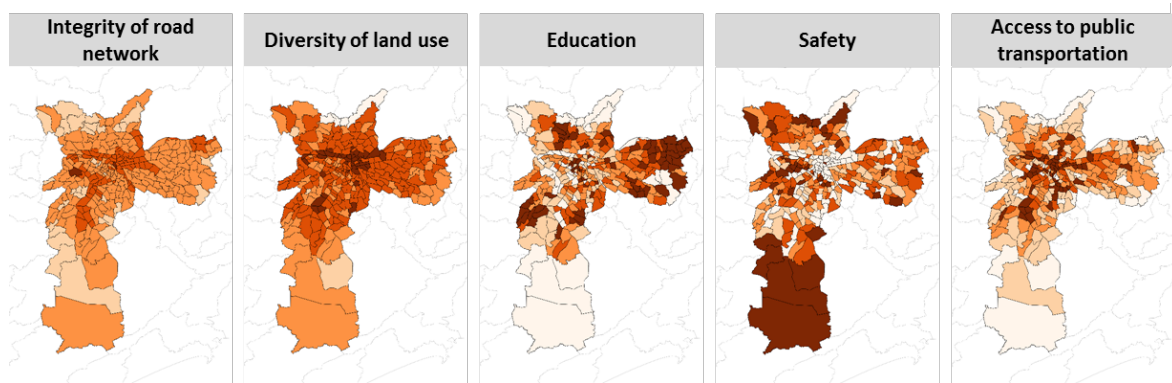 Integrity of road
network
Diversity of land use
Education
Safety
Access to public
transportation